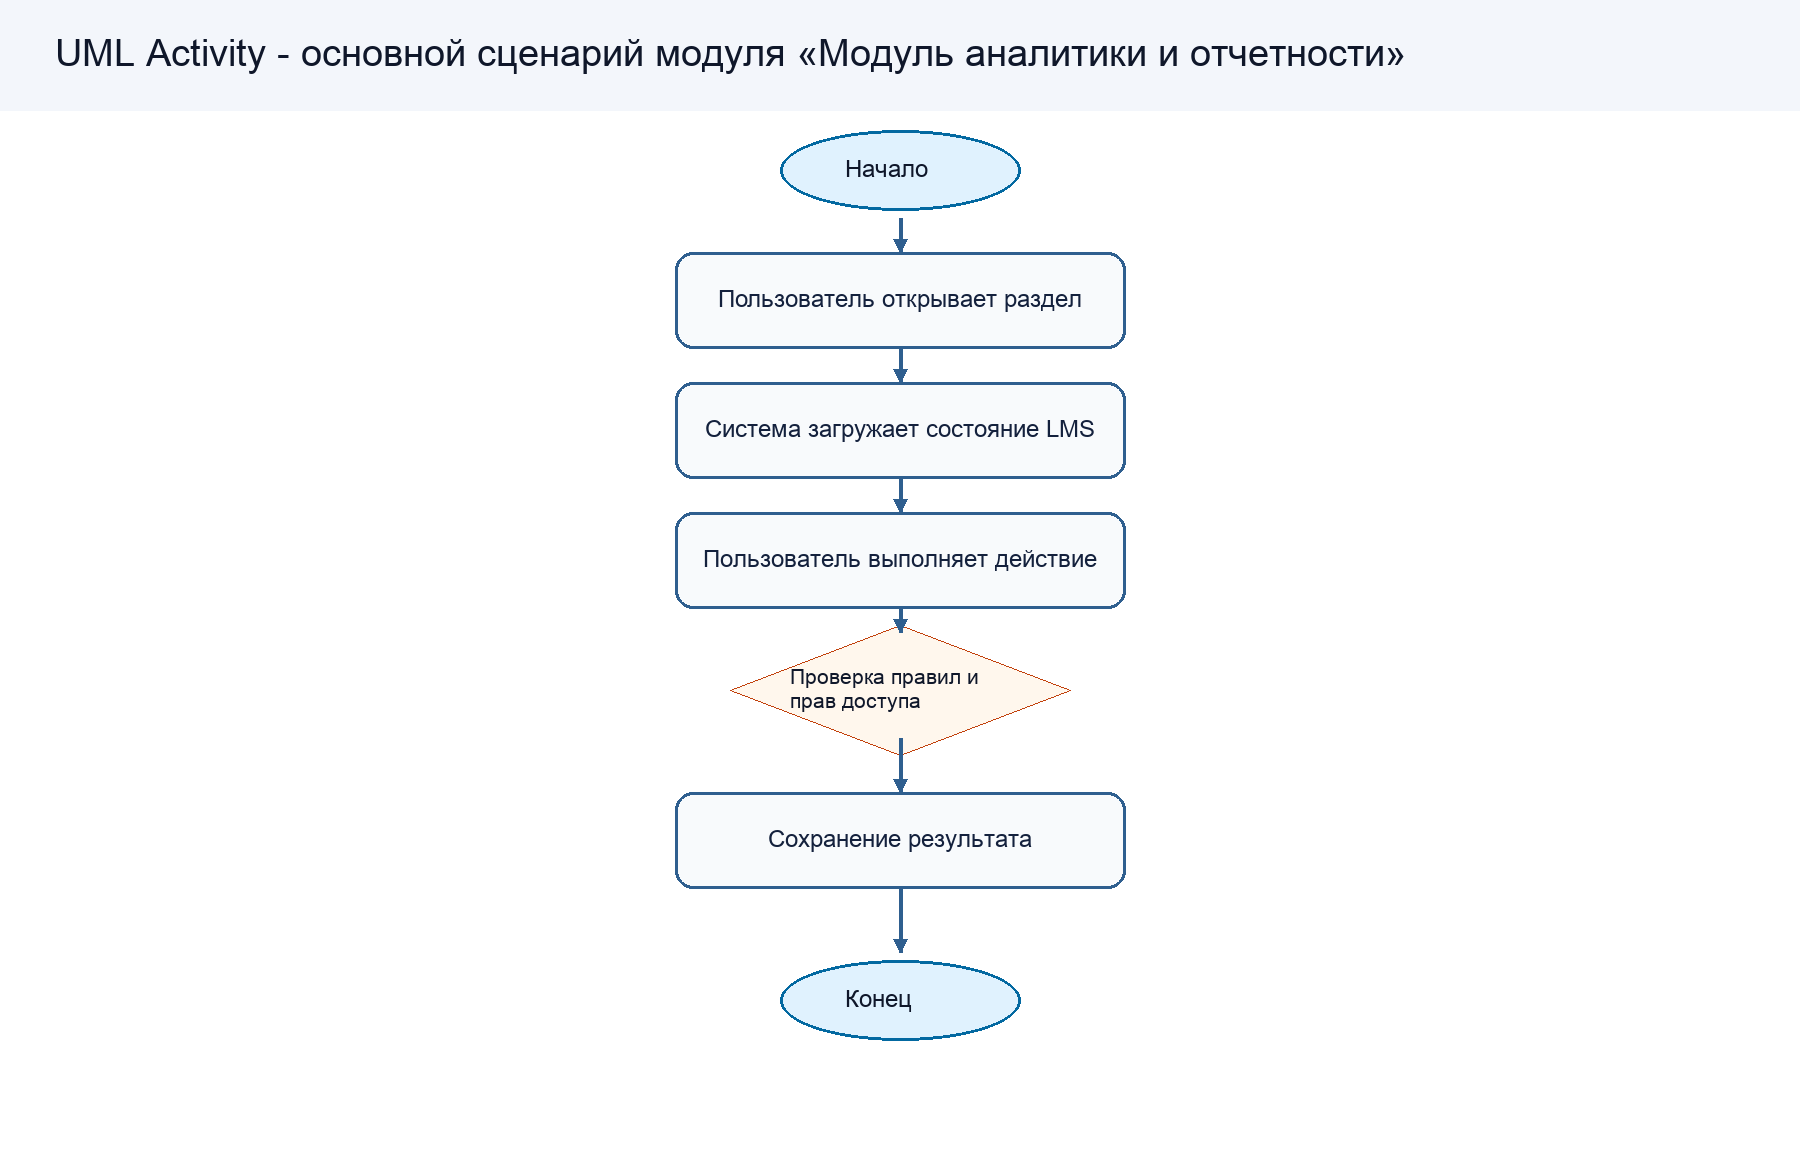 UML Activity - основной сценарий модуля «Модуль аналитики и отчетности»
Начало
Пользователь открывает раздел
Система загружает состояние LMS
Пользователь выполняет действие
Проверка правил и
прав доступа
Сохранение результата
Конец